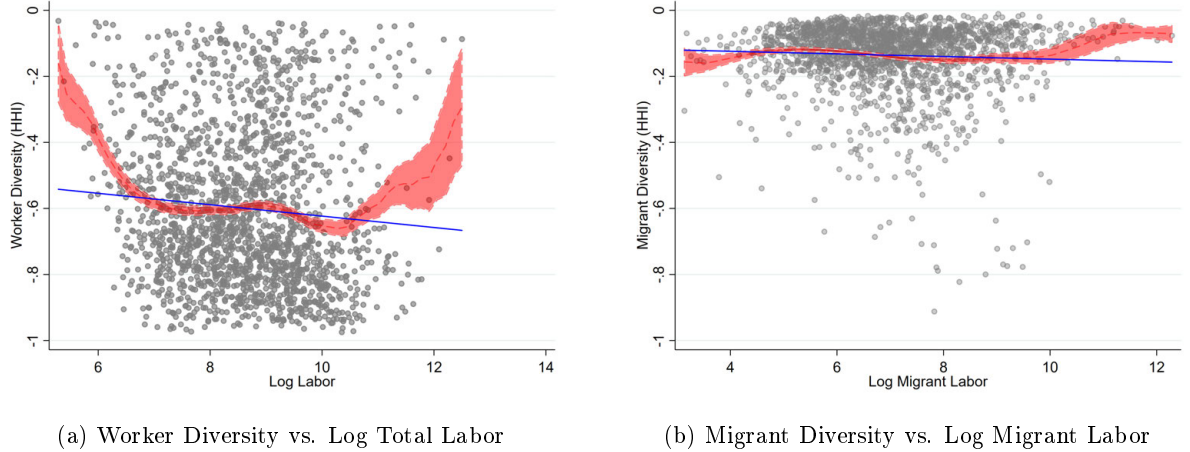 0
-.2
-.4
-.6
-.8
-1
Worker Diversity (HHI)
6 8 10 12 14
Log Labor
(a) Worker Diversity vs. Log Total Labor
0
-.2
-.4
-.6
-.8
-1
Migrant Diversity (HHI)
4 6 8 10 12
Log Migrant Labor
(b) Migrant Diversity vs. Log Migrant Labor